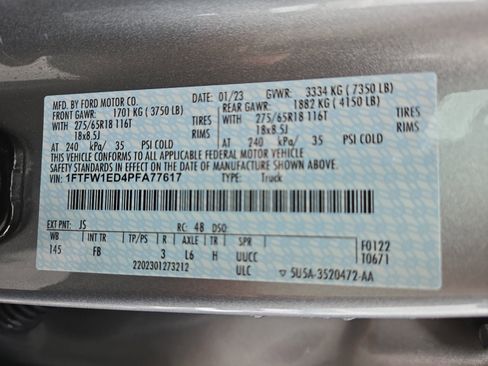 MFD. BY FORD MOTOR CO. DATE: 01/23 GVWR: 3334 KG ( 7350 LB)
FRONT GAWR: 1701 KG ( 3750 LB) REAR GAWR: 1882 KG ( 4150 LB)
WITH 275/65R18 116T TIRES WITH 275/65R18 116T TIRES
18x8.5J RIMS 18x8.5J RIMS
AT 240 kPa/ 35 PSI COLD AT 240 kPa/ 35 PSI COLD
THIS VEHICLE CONFORMS TO ALL APPLICABLE FEDERAL MOTOR VEHICLE
SAFETY STANDARDS IN EFFECT ON THE DATE OF MANUFACTURE SHOWN ABOVE.
VIN: 1FTFW1ED4PFA77617 TYPE: Truck
EXT PNT: JS RC: 48 DSO:
WB INT TR TP/PS R AXLE TR SPR F0122
145 FB 3 L6 H UUCC T0671
2202301273212 ULC 5U5A-3520472-AA